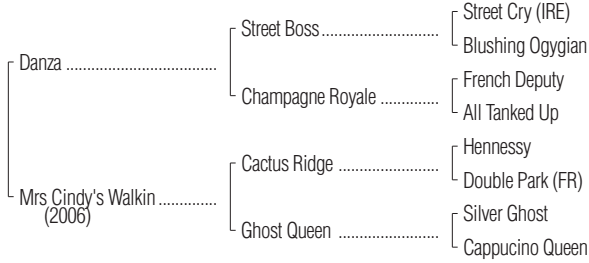 Street Cry (IRE)
Street Boss
Blushing Ogygian
Danza
French Deputy
Champagne Royale
All Tanked Up
Hennessy
Cactus Ridge
Double Park (FR)
Mrs Cindy's Walkin
(2006)
Silver Ghost
Ghost Queen
Cappucino Queen